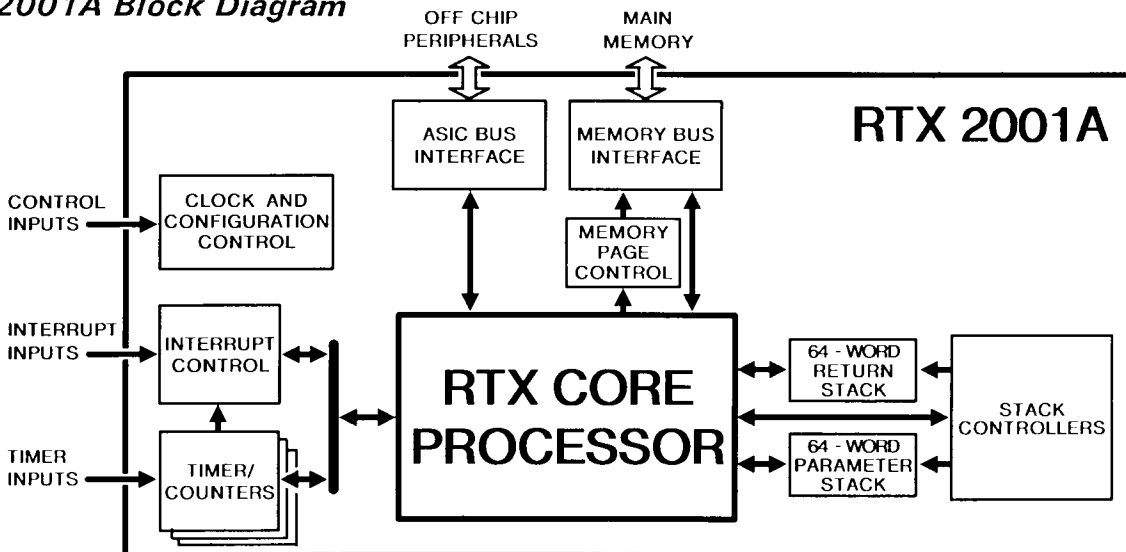 2001A Block Diagram
OFF CHIP
PERIPHERALS
MAIN
MEMORY
RTX 2001A
ASIC BUS
INTERFACE
MEMORY BUS
INTERFACE
CONTROL
INPUTS
CLOCK AND
CONFIGURATION
CONTROL
MEMORY
PAGE
CONTROL
INTERRUPT
INPUTS
INTERRUPT
CONTROL
RTX CORE
PROCESSOR
64 - WORD
RETURN
STACK
STACK
CONTROLLERS
64 - WORD
PARAMETER
STACK
TIMER
INPUTS
TIMER/
COUNTERS